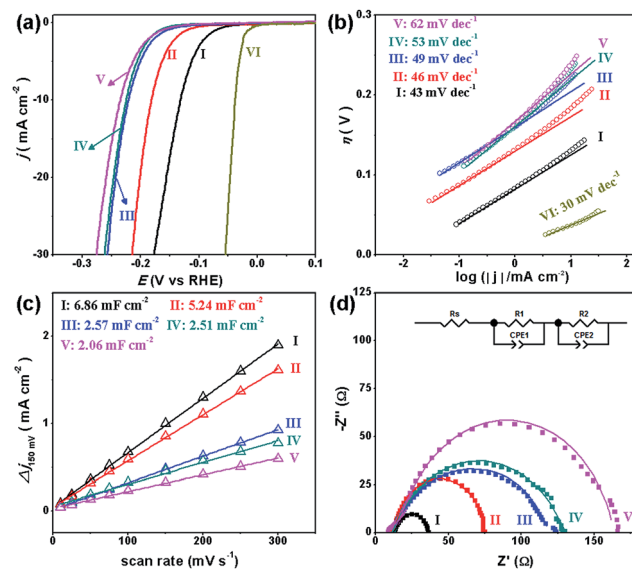 (a)
I
II
III
IV
V
VI
0
-10
-20
-30
j (mA cm⁻²)
-0.3
-0.2
-0.1
0.0
0.1
E (V vs RHE)
(b)
V: 62 mV dec⁻¹
IV: 53 mV dec⁻¹
III: 49 mV dec⁻¹
II: 46 mV dec⁻¹
I: 43 mV dec⁻¹
V
IV
III
II
I
VI: 30 mV dec⁻¹
0.3
0.2
0.1
0.0
η (V)
-2
-1
0
1
2
log (|j|/mA cm⁻²)
(c)
I: 6.86 mF cm⁻² II: 5.24 mF cm⁻²
III: 2.57 mF cm⁻² IV: 2.51 mF cm⁻²
V: 2.06 mF cm⁻²
I
II
III
IV
V
2
1
0
Δj₁₅₀ mV (mA cm⁻²)
0
100
200
300
scan rate (mV s⁻¹)
(d)
Rs
R1
R2
CPE1
CPE2
I
II
III
IV
V
150
100
50
0
-Z'' (Ω)
0
50
100
150
Z' (Ω)